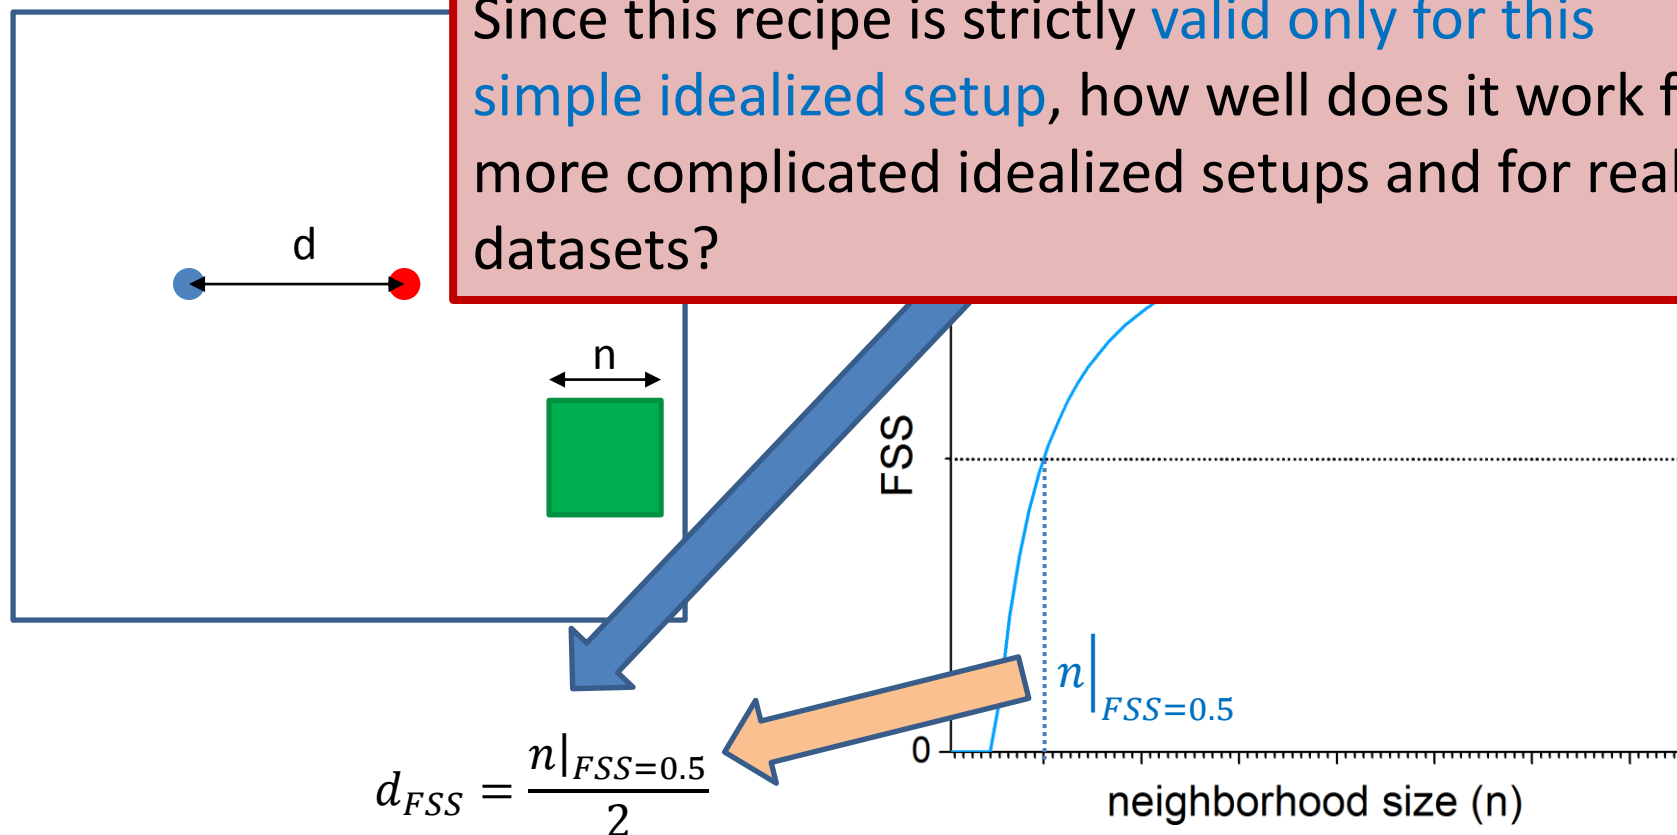 Since this recipe is strictly valid only for this
simple idealized setup, how well does it work
more complicated idealized setups and for real
datasets?
d
n
FSS
n|FSS=0.5
0
neighborhood size (n)
d_FSS = n|FSS=0.5 / 2